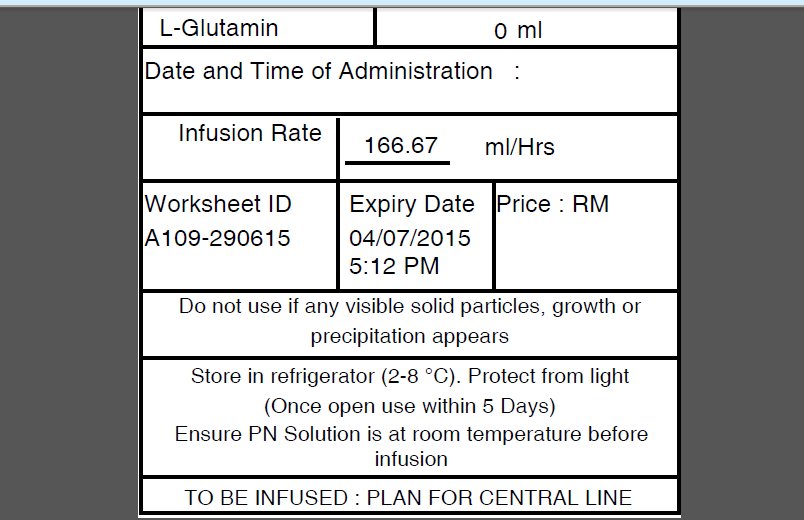 L-Glutamin 0 ml
Date and Time of Administration :
Infusion Rate 166.67 ml/Hrs
Worksheet ID Expiry Date Price : RM
A109-290615 04/07/2015
5:12 PM
Do not use if any visible solid particles, growth or
precipitation appears
Store in refrigerator (2-8 °C). Protect from light
(Once open use within 5 Days)
Ensure PN Solution is at room temperature before
infusion
TO BE INFUSED : PLAN FOR CENTRAL LINE